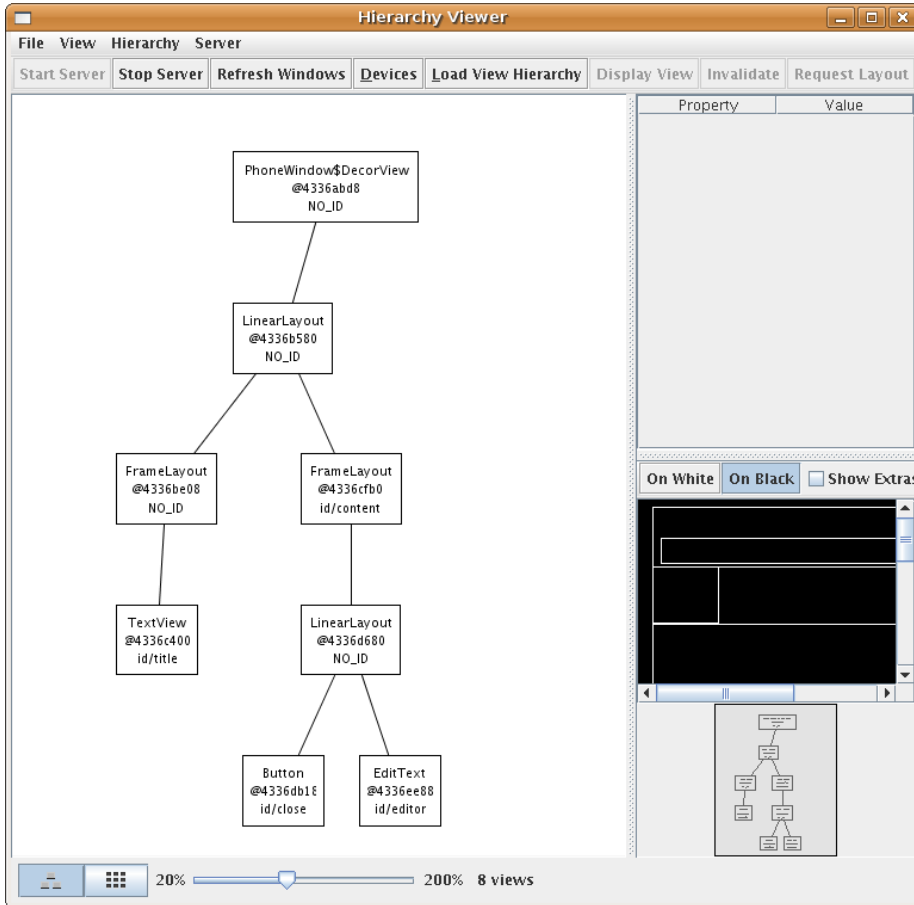 Hierarchy Viewer
File View Hierarchy Server
Start Server Stop Server Refresh Windows Devices Load View Hierarchy Display View Invalidate Request Layout
Property Value
PhoneWindow$DecorView
@4336abd8
NO_ID
LinearLayout
@4336b580
NO_ID
FrameLayout
@4336be08
NO_ID
FrameLayout
@4336cfb0
id/content
On White On Black Show Extras
TextView
@4336c400
id/title
LinearLayout
@4336d680
NO_ID
Button
@4336db18
id/close
EditText
@4336ee88
id/editor
20% 200% 8 views